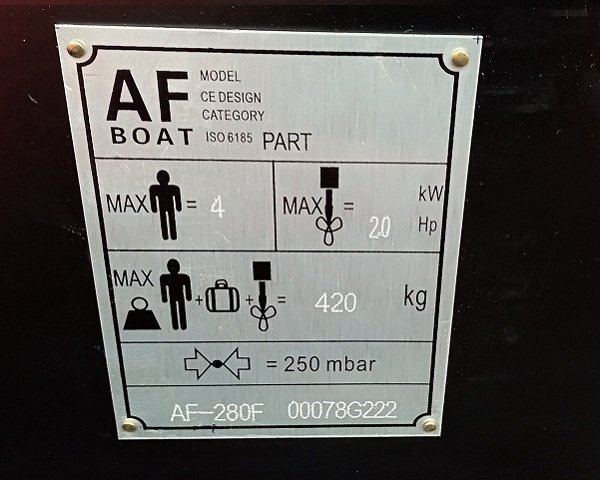 AF BOAT
MODEL
CE DESIGN
CATEGORY
ISO 6185 PART
MAX = 4
MAX = 20 kW Hp
MAX + + = 420 kg
= 250 mbar
AF-280F 00078G222